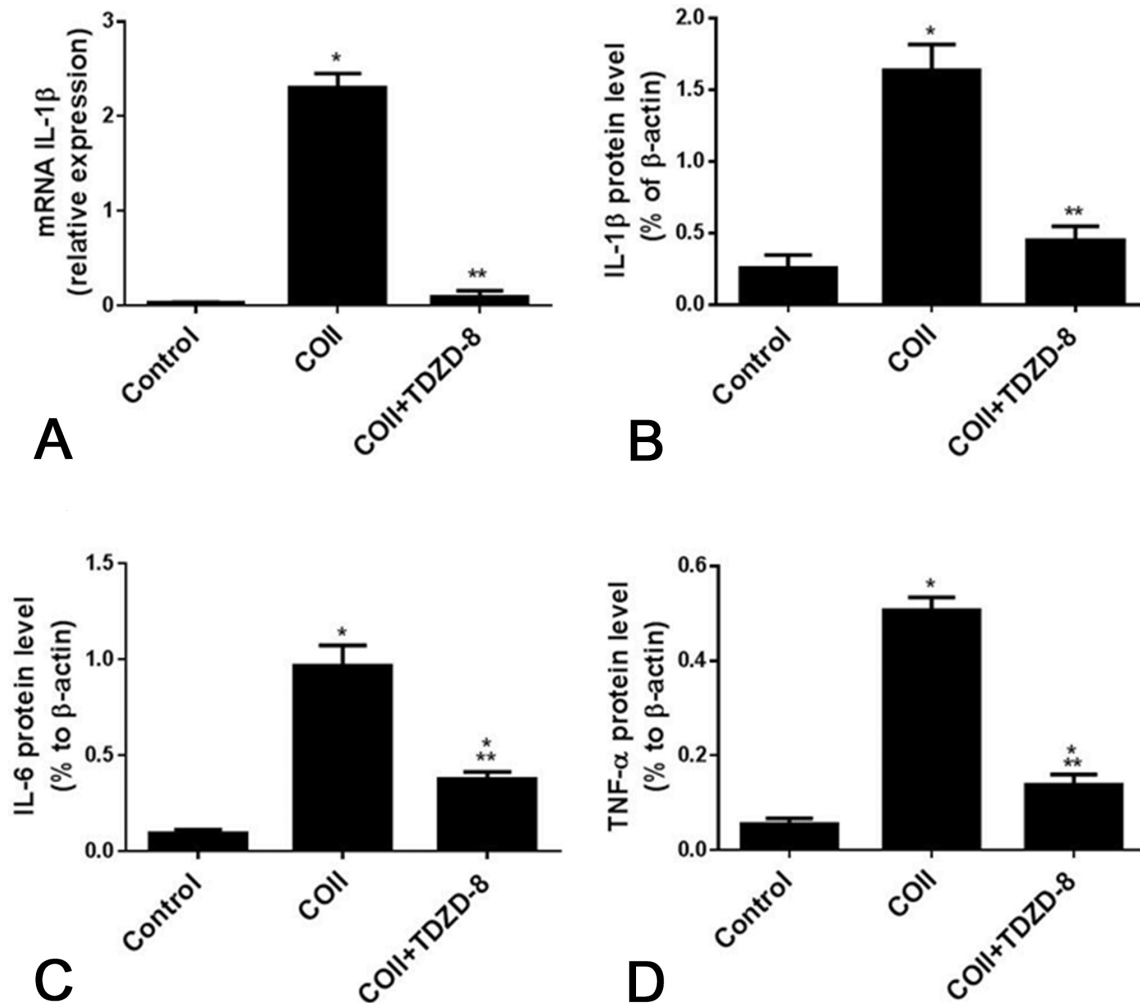 mRNA IL-1β
(relative expression)
3
2
1
0
*
**
Control
COII
COII+TDZD-8
A
IL-1β protein level
(% of β-actin)
2.0
1.5
1.0
0.5
0.0
*
**
Control
COII
COII+TDZD-8
B
IL-6 protein level
(% to β-actin)
1.5
1.0
0.5
0.0
*
*
**
Control
COII
COII+TDZD-8
C
TNF-α protein level
(% to β-actin)
0.6
0.4
0.2
0.0
*
*
**
Control
COII
COII+TDZD-8
D